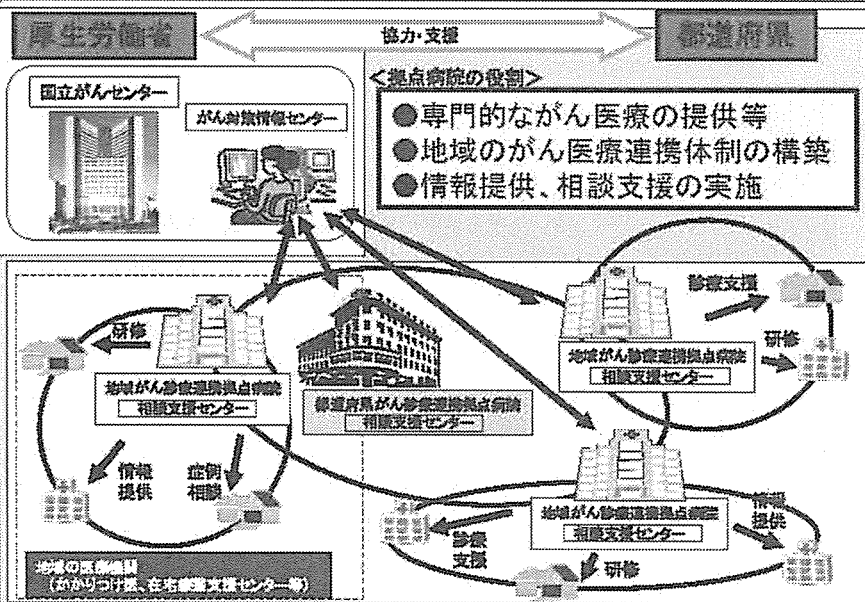 厚生労働省
協力・支援
都道府県
国立がんセンター
がん対策情報センター
<拠点病院の役割>
●専門的ながん医療の提供等
●地域のがん医療連携体制の構築
●情報提供、相談支援の実施
研修
地域がん診療連携拠点病院
相談支援センター
情報
提供
症例
相談
都道府県がん診療連携拠点病院
相談支援センター
診療支援
研修
地域がん診療連携拠点病院
相談支援センター
地域がん診療連携拠点病院
相談支援センター
情報
提供
診療
支援
研修
地域の医療機関
(かかりつけ医、在宅療養支援センター等)